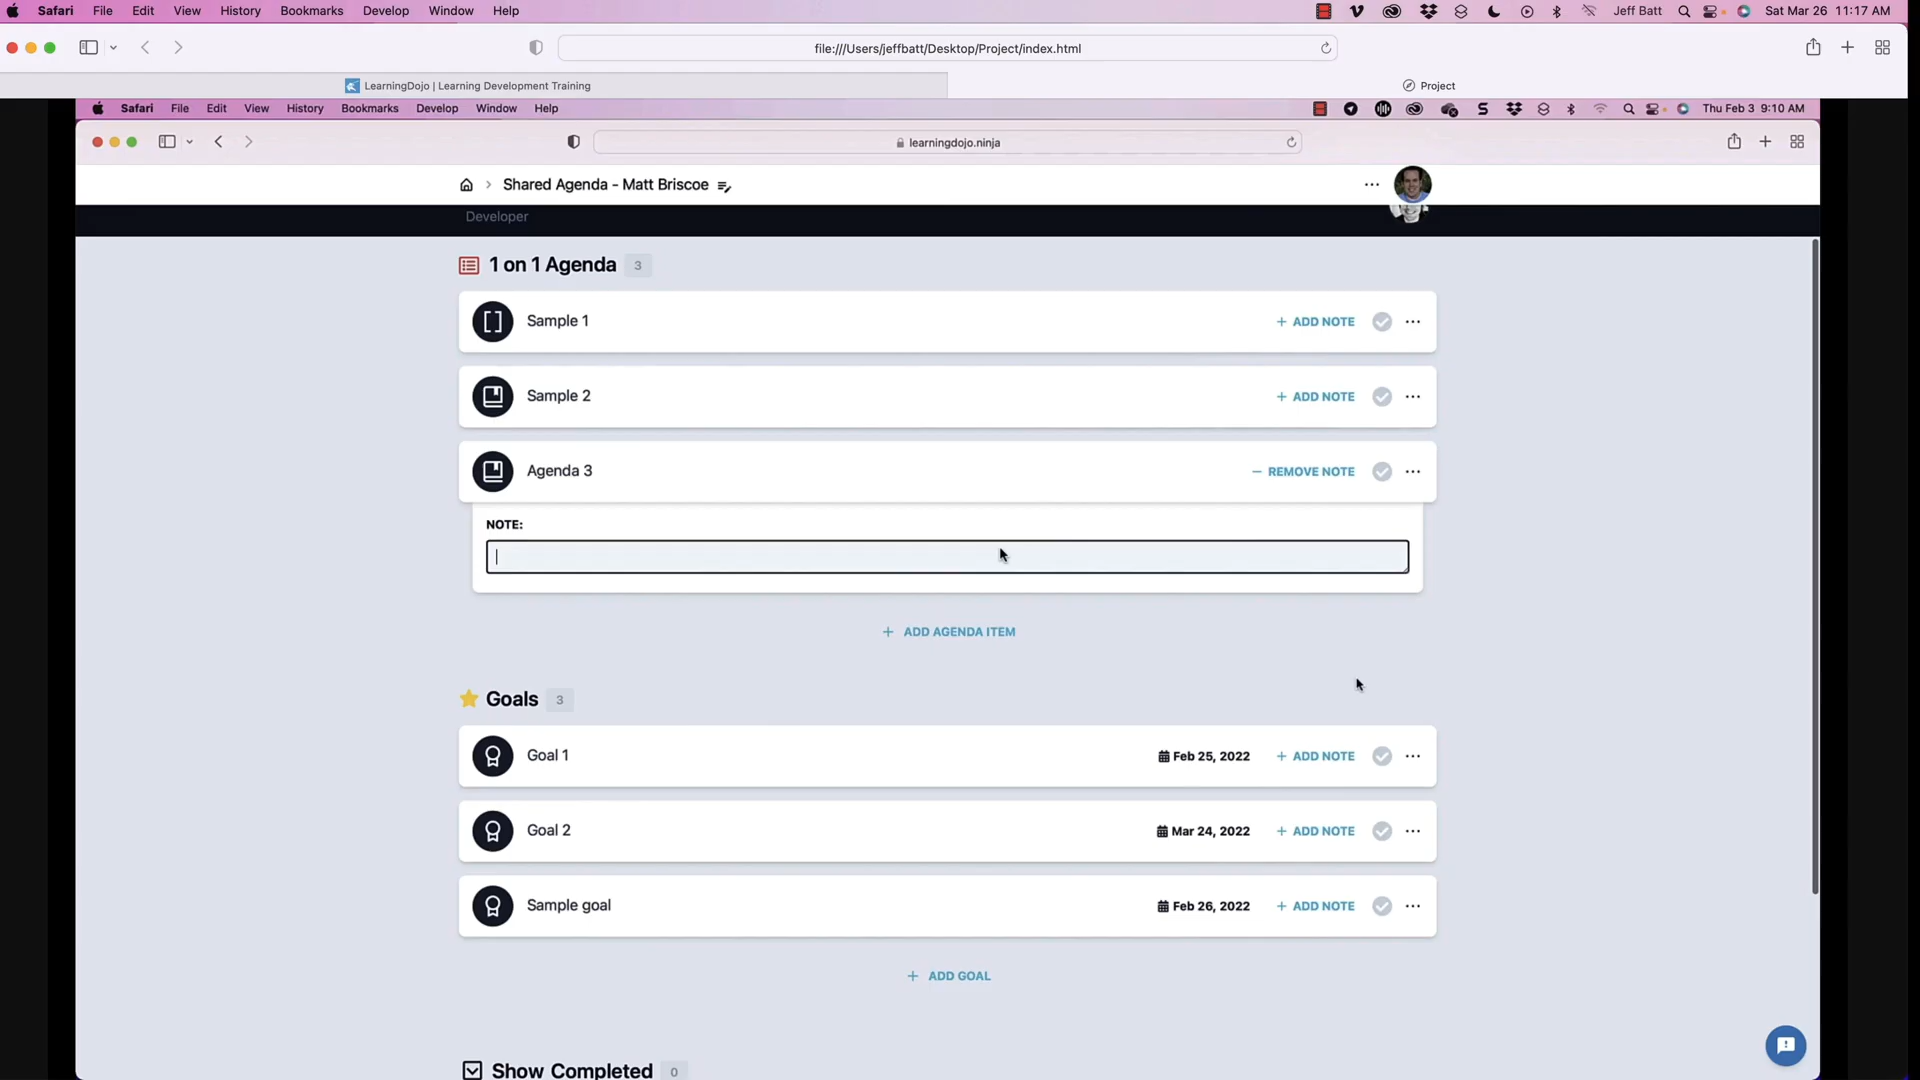 Safari File Edit View History Bookmarks Develop Window Help Jeff Batt Sat Mar 26 11:17 AM
file:///Users/jeffbatt/Desktop/Project/index.html
LearningDojo | Learning Development Training Project
Safari File Edit View History Bookmarks Develop Window Help Thu Feb 3 9:10 AM
learningdojo.ninja
Shared Agenda - Matt Briscoe
Developer
1 on 1 Agenda 3
Sample 1 + ADD NOTE
Sample 2 + ADD NOTE
Agenda 3 − REMOVE NOTE
NOTE:
+ ADD AGENDA ITEM
Goals 3
Goal 1 Feb 25, 2022 + ADD NOTE
Goal 2 Mar 24, 2022 + ADD NOTE
Sample goal Feb 26, 2022 + ADD NOTE
+ ADD GOAL
Show Completed 0